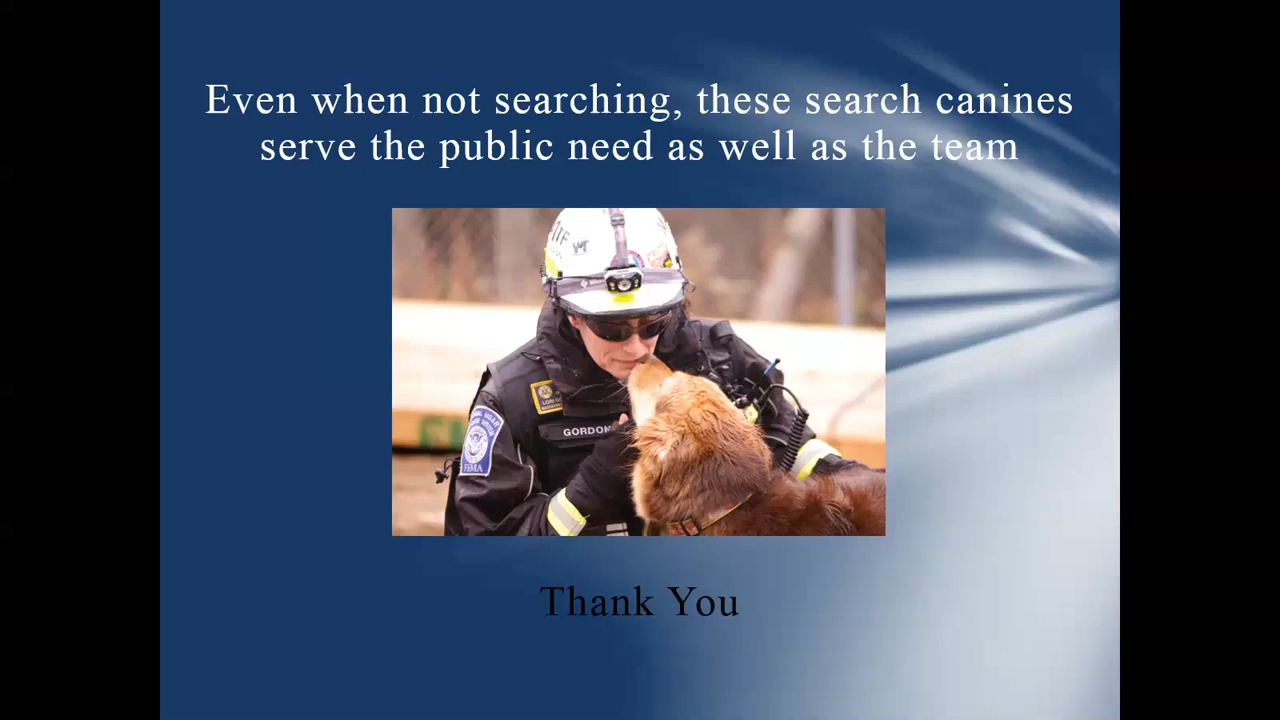 Even when not searching, these search canines
serve the public need as well as the team
GORDON
FEMA
Thank You